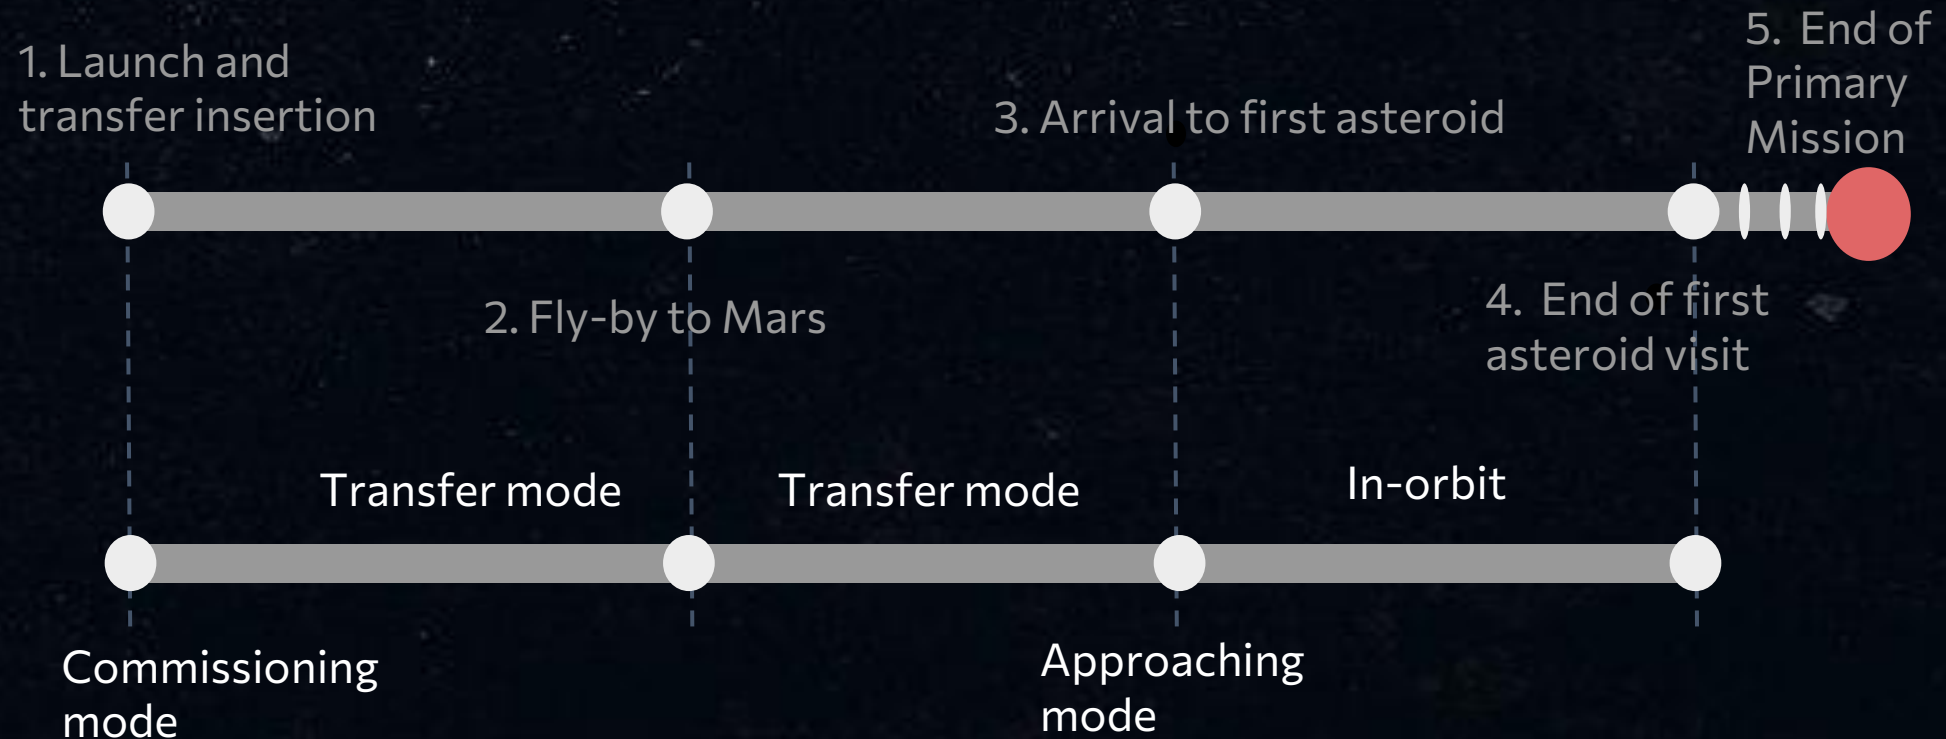 1. Launch and
transfer insertion
3. Arrival to first asteroid
5. End of
Primary
Mission
2. Fly-by to Mars
4. End of first
asteroid visit
Transfer mode
Transfer mode
In-orbit
Commissioning
mode
Approaching
mode